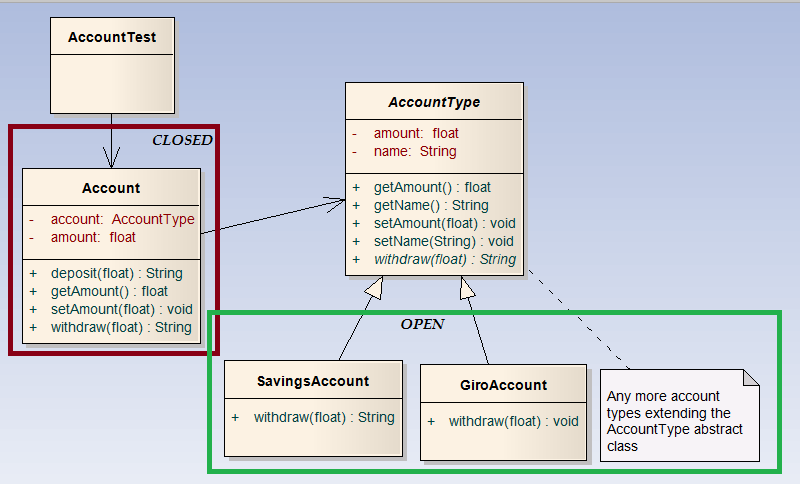 AccountTest
CLOSED
Account
- account: AccountType
- amount: float
+ deposit(float) : String
+ getAmount() : float
+ setAmount(float) : void
+ withdraw(float) : String
AccountType
- amount: float
- name: String
+ getAmount() : float
+ getName() : String
+ setAmount(float) : void
+ setName(String) : void
+ withdraw(float) : String
OPEN
SavingsAccount
+ withdraw(float) : String
GiroAccount
+ withdraw(float) : void
Any more account
types extending the
AccountType abstract
class